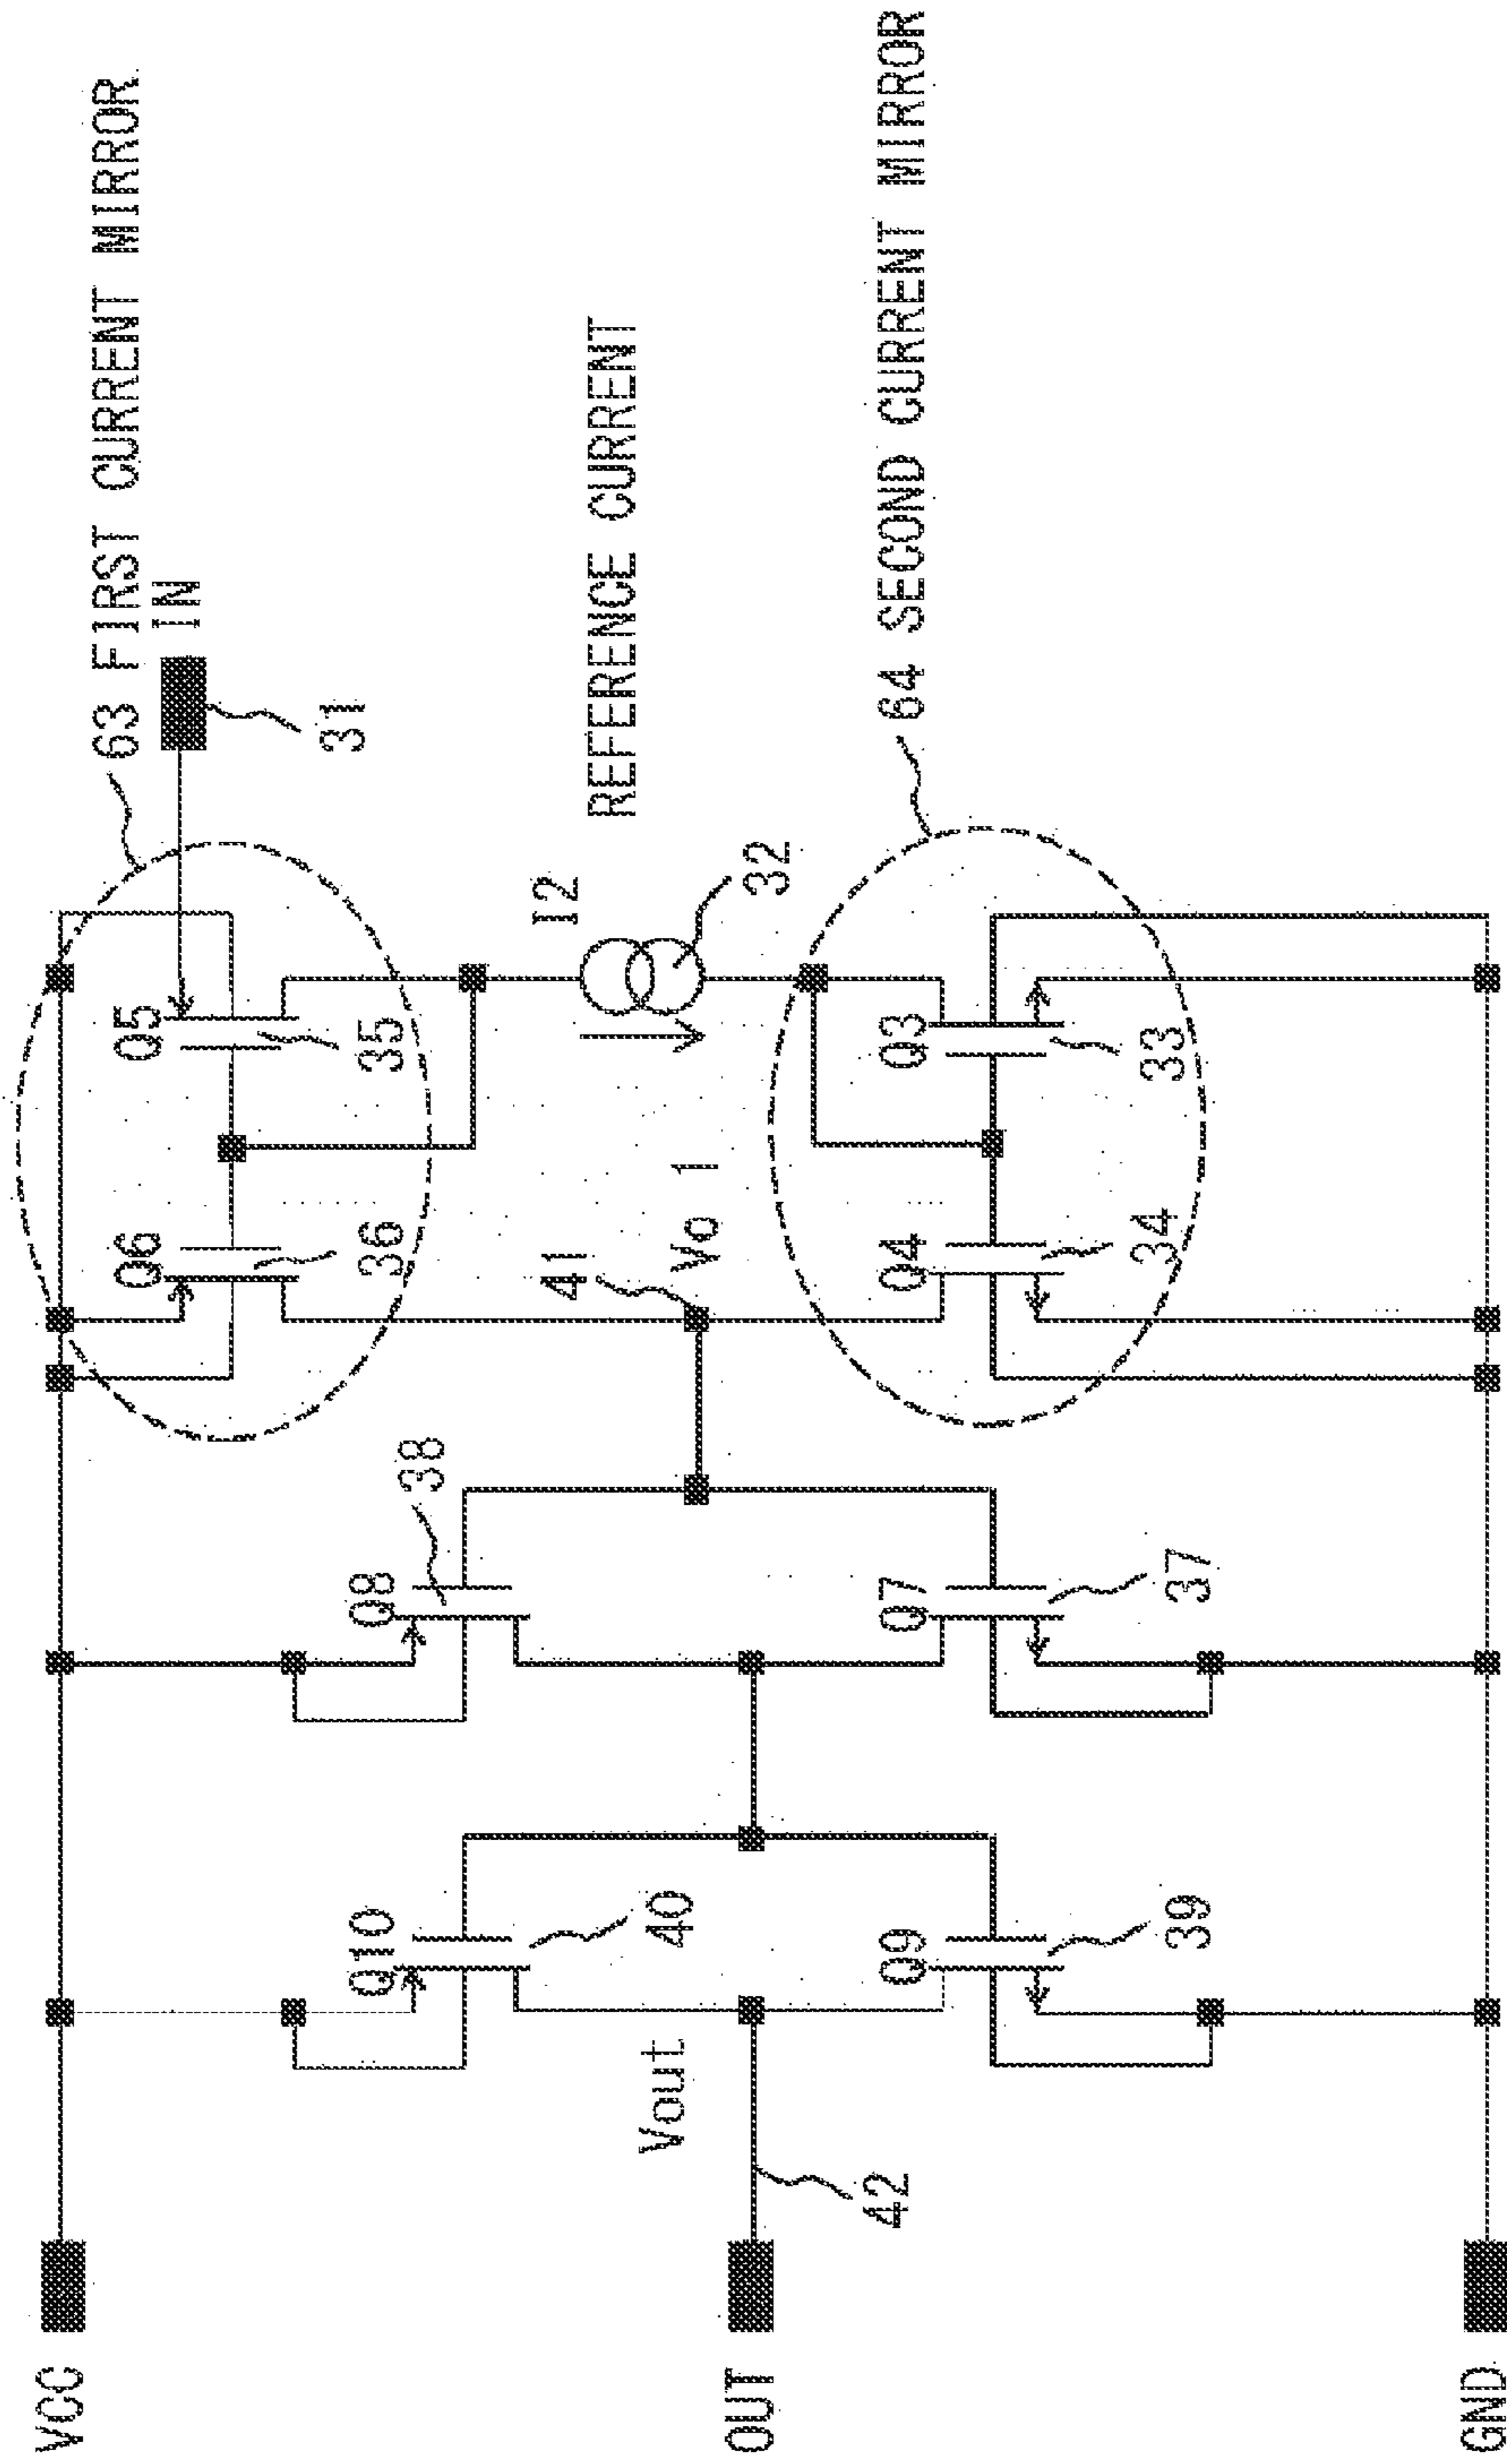 63 FIRST CURRENT MIRROR
IN
31
Q5
35
Q6
36
I2
32
REFERENCE CURRENT
41
Vo 1
64 SECOND CURRENT MIRROR
Q3
33
Q4
34
38
Q8
Q7
37
Q10
40
Q9
39
Vout
42
VCC
OUT
GND